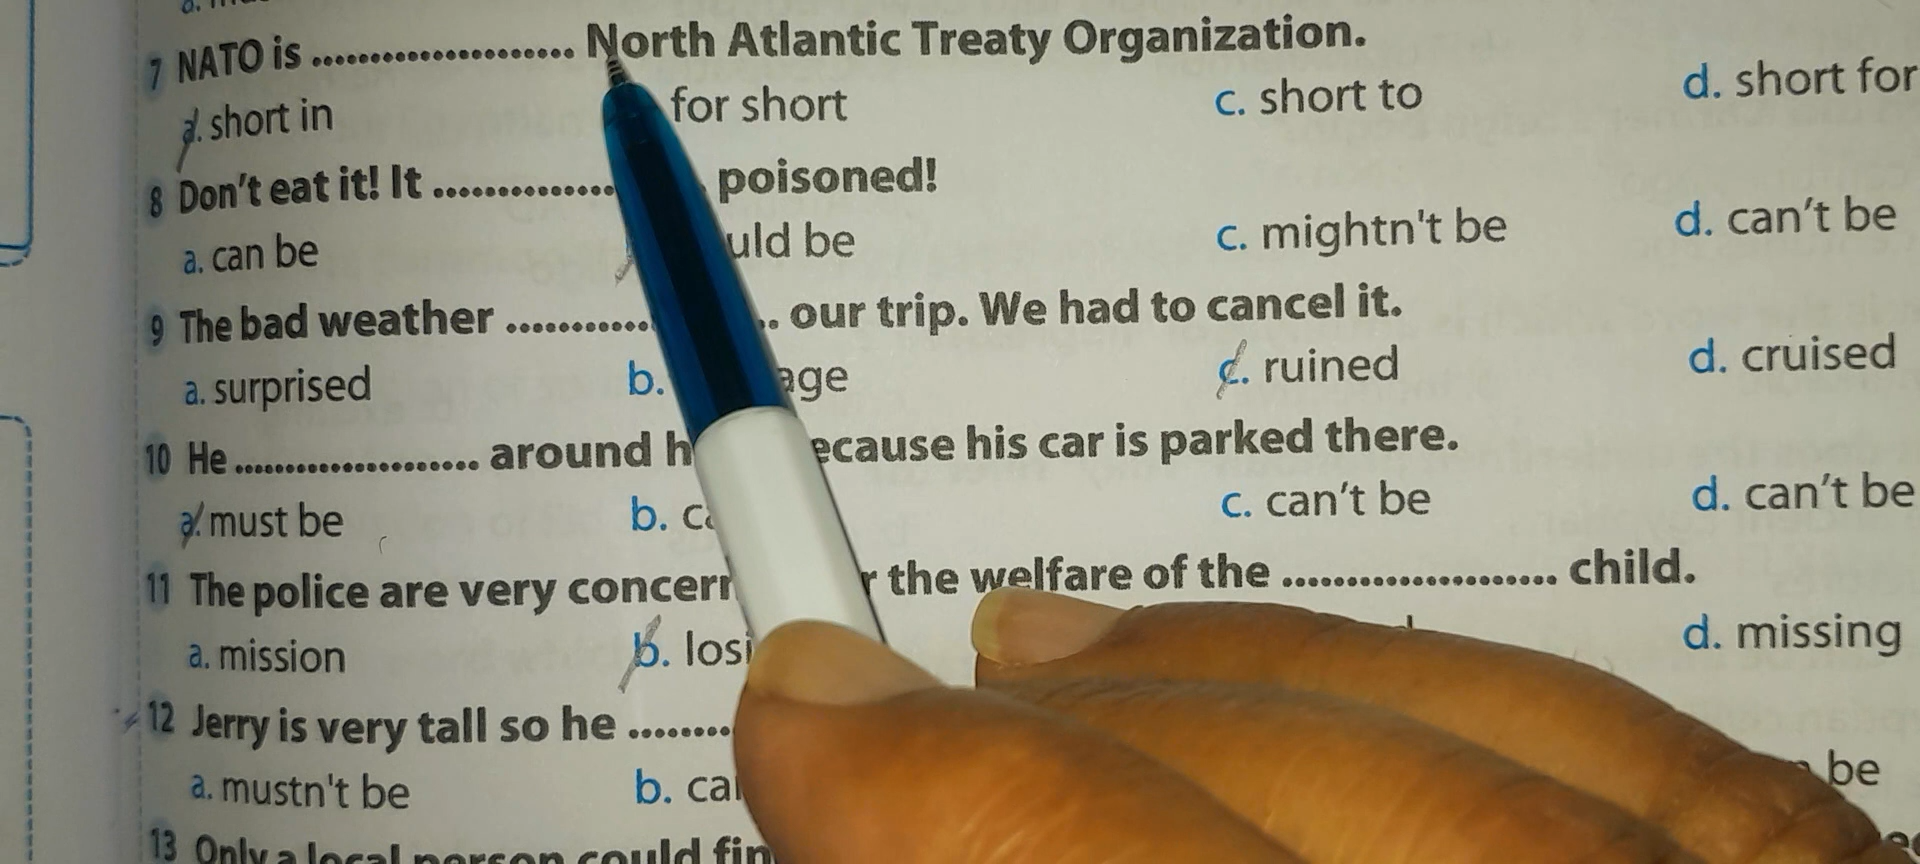 7 NATO is .................... North Atlantic Treaty Organization.
a. short in for short c. short to d. short for
8 Don't eat it! It .............. poisoned!
a. can be uld be c. mightn't be d. can't be
9 The bad weather ............ .. our trip. We had to cancel it.
a. surprised b. age c. ruined d. cruised
10 He .................... around h ecause his car is parked there.
a. must be b. c c. can't be d. can't be
11 The police are very concer r the welfare of the .................... child.
a. mission b. losi d. missing
12 Jerry is very tall so he ........
a. mustn't be b. ca be
13 Only a local person could fin